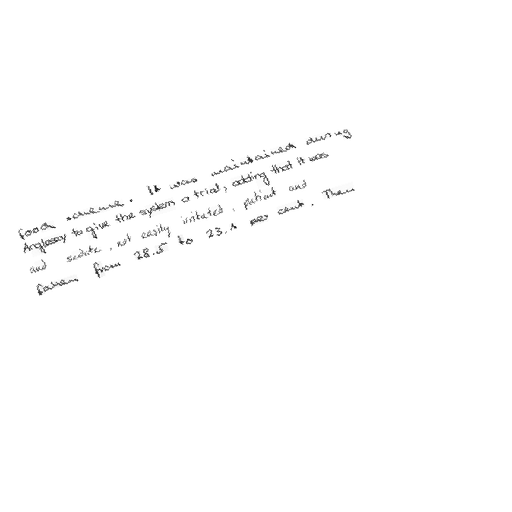 food scheme. It was maintained during
Anglesey to give the system a trial, adding that it was
and sedate, not easily irritated, patient and
fallen from 28.5 to 23.1 per cent. Then